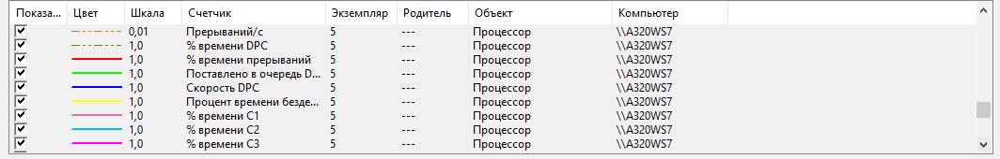 Показа... Цвет Шкала Счетчик Экземпляр Родитель Объект Компьютер
0,01 Прерываний/с 5 --- Процессор \\A320WS7
1,0 % времени DPC 5 --- Процессор \\A320WS7
1,0 % времени прерываний 5 --- Процессор \\A320WS7
1,0 Поставлено в очередь D... 5 --- Процессор \\A320WS7
1,0 Скорость DPC 5 --- Процессор \\A320WS7
1,0 Процент времени безде... 5 --- Процессор \\A320WS7
1,0 % времени C1 5 --- Процессор \\A320WS7
1,0 % времени C2 5 --- Процессор \\A320WS7
1,0 % времени C3 5 --- Процессор \\A320WS7